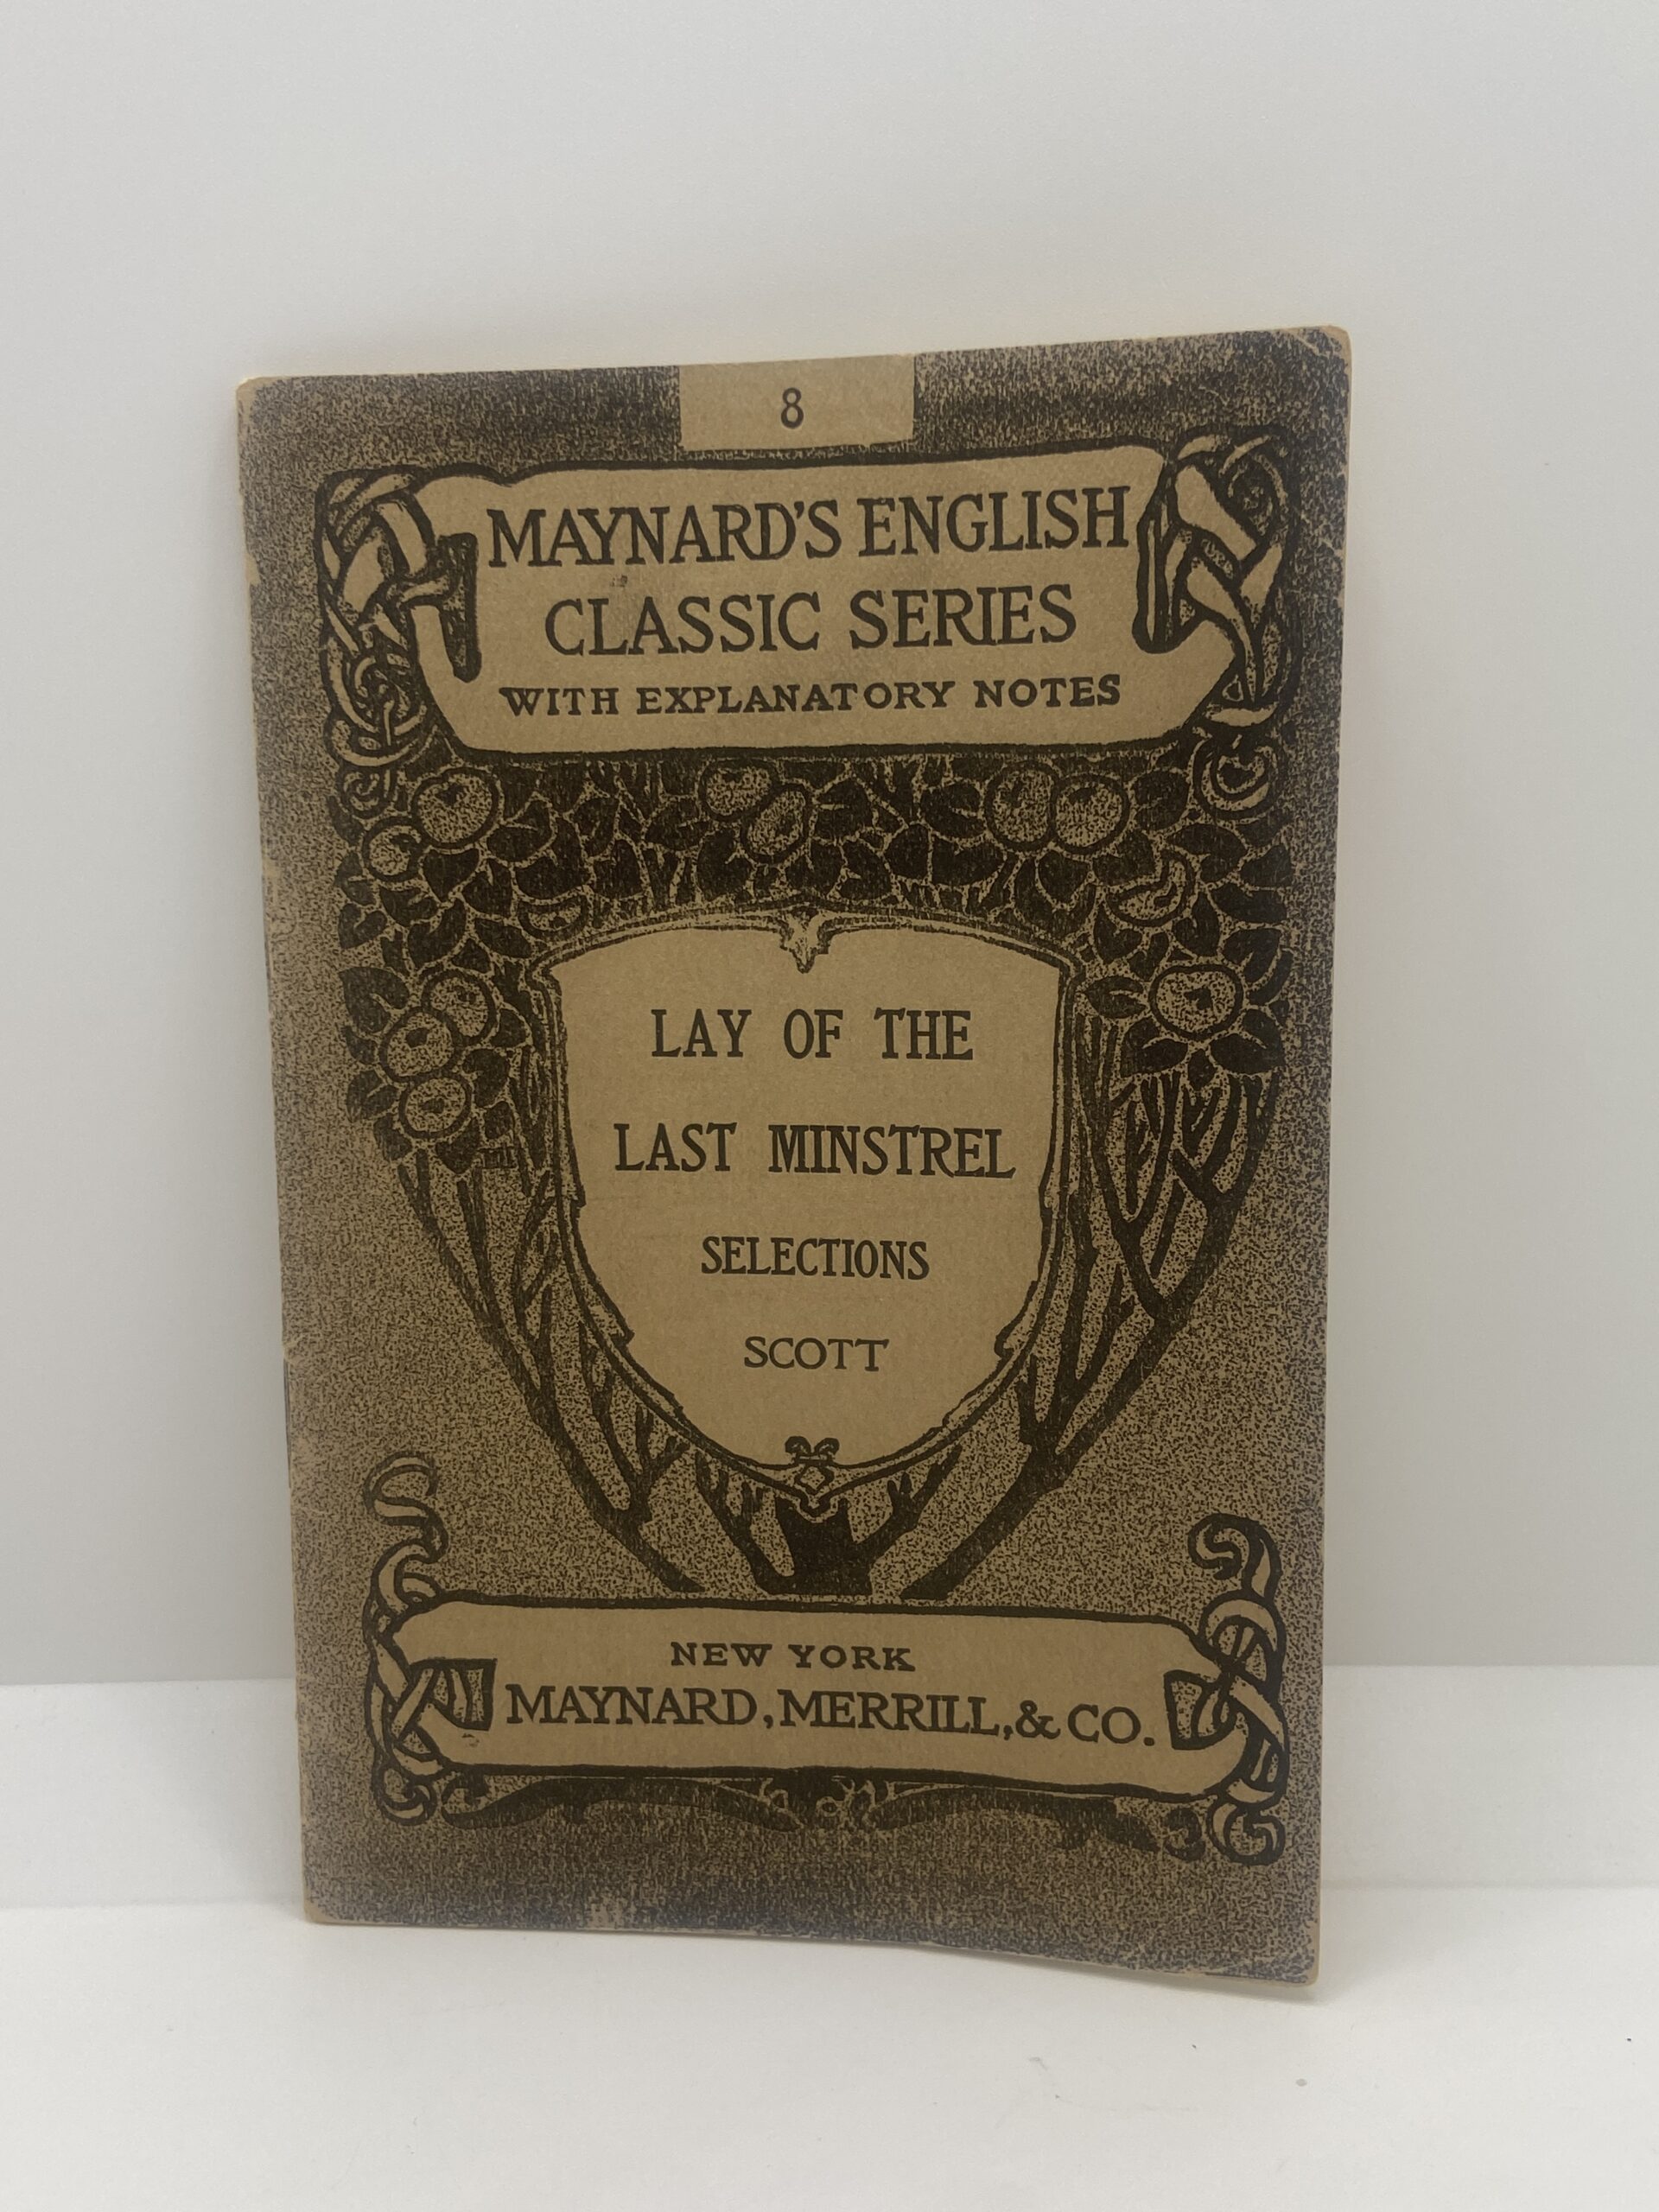 8
MAYNARD'S ENGLISH
CLASSIC SERIES
WITH EXPLANATORY NOTES
LAY OF THE
LAST MINSTREL
SELECTIONS
SCOTT
NEW YORK
MAYNARD, MERRILL, & CO.